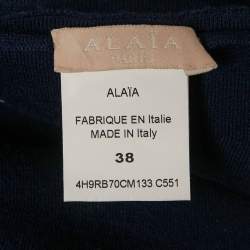 ALAÏA
PARIS
ALAÏA
FABRIQUE EN Italie
MADE IN Italy
38
4H9RB70CM133 C551